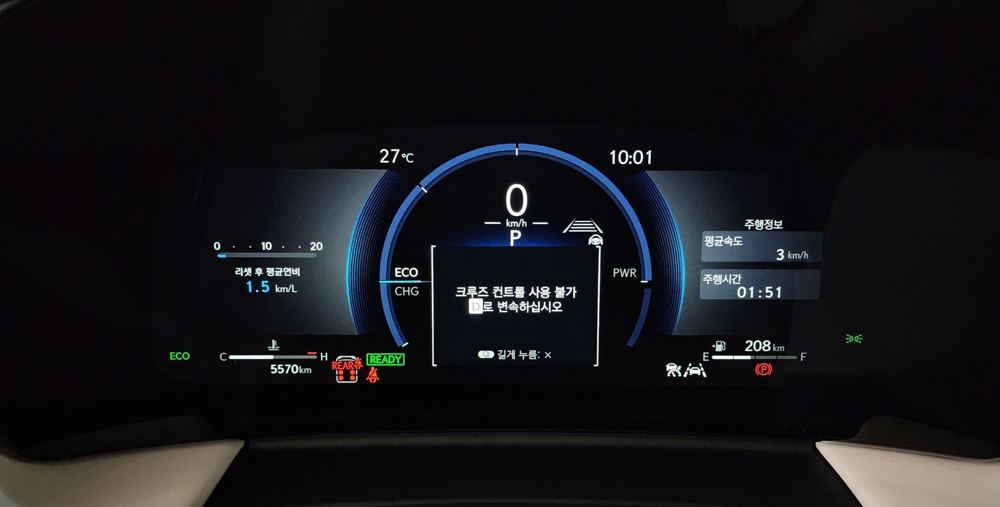 27℃
10:01
0
km/h
P
0 10 20
리셋 후 평균연비
1.5 km/L
ECO
CHG
PWR
크루즈 컨트롤 사용 불가
D로 변속하십시오
길게 누름: ×
주행정보
평균속도
3 km/h
주행시간
01:51
ECO
C H
5570km
REAR
READY
208 km
E F
P